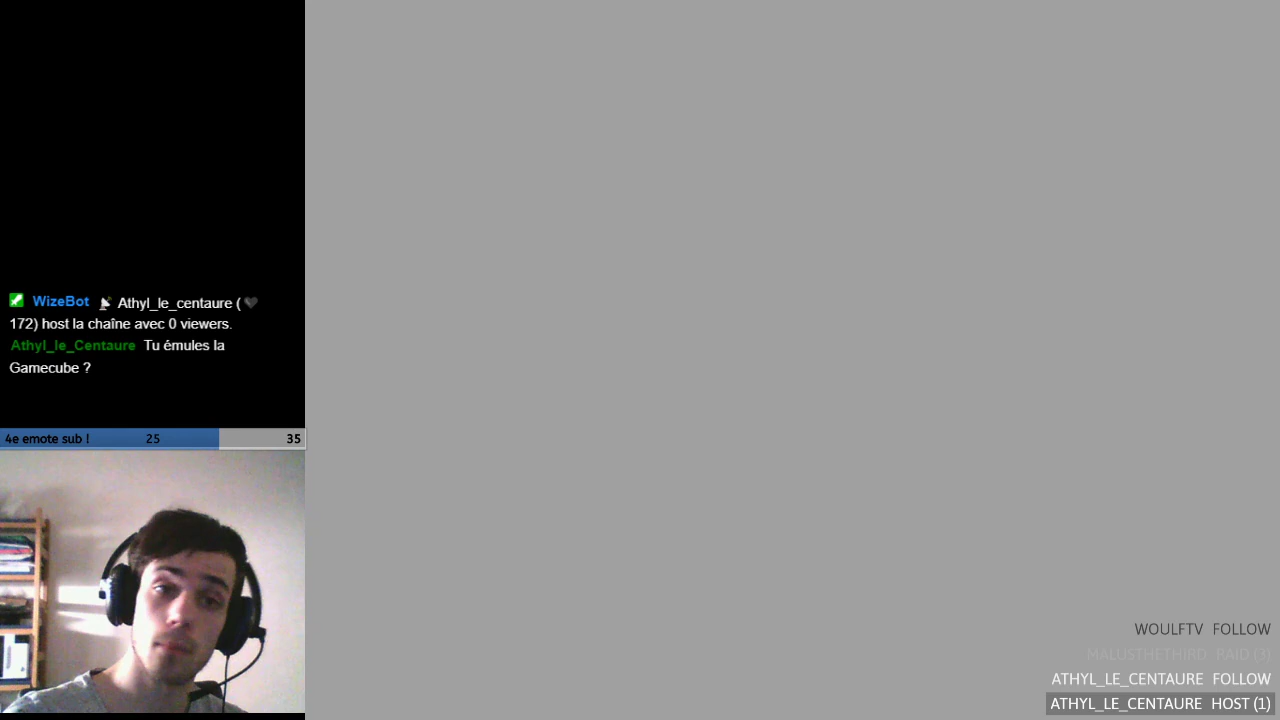 WizeBot Athyl_le_centaure (
172) host la chaîne avec 0 viewers.
Athyl_le_Centaure Tu émules la
Gamecube ?
4e emote sub ! 25 35
WOULFTV FOLLOW
MALUSTHETHIRD RAID (3)
ATHYL_LE_CENTAURE FOLLOW
ATHYL_LE_CENTAURE HOST (1)